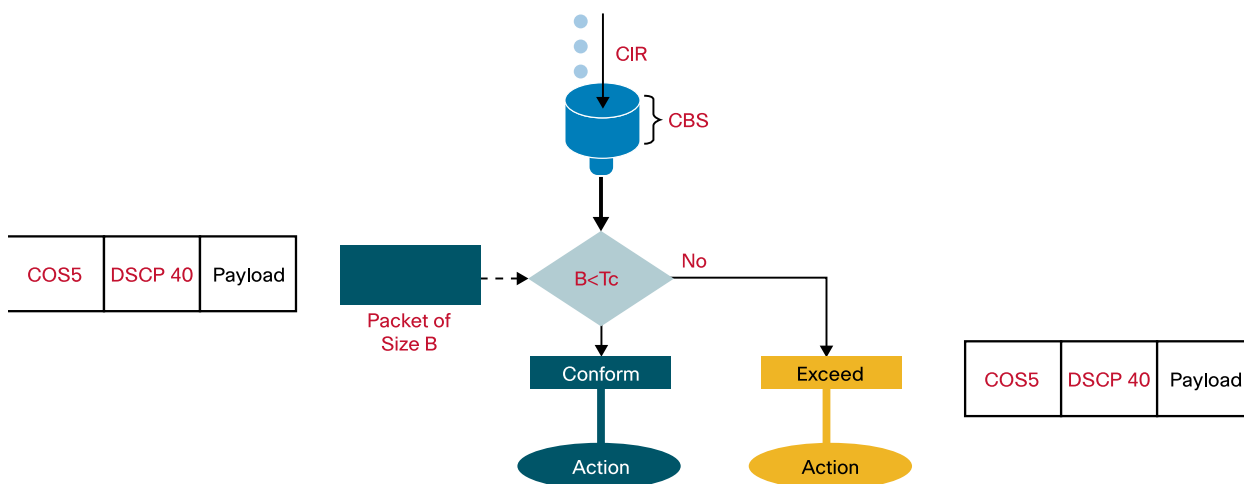 CIR
CBS
COS5 DSCP 40 Payload
B<Tc
No
Packet of
Size B
Conform
Exceed
COS5 DSCP 40 Payload
Action
Action